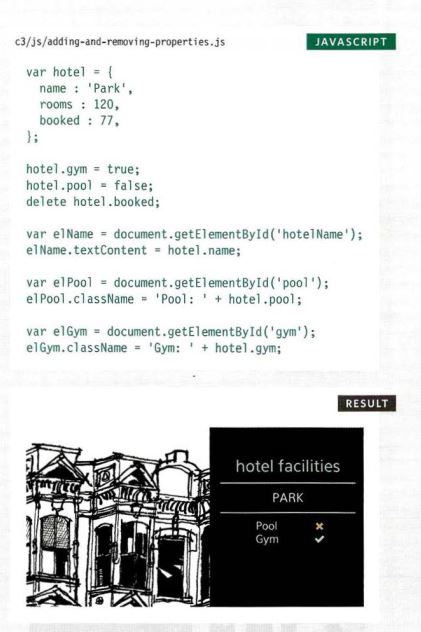 c3/js/adding-and-removing-properties.js JAVASCRIPT
var hotel = {
name : 'Park',
rooms : 120,
booked : 77,
};
hotel.gym = true;
hotel.pool = false;
delete hotel.booked;
var elName = document.getElementById('hotelName');
elName.textContent = hotel.name;
var elPool = document.getElementById('pool');
elPool.className = 'Pool: ' + hotel.pool;
var elGym = document.getElementById('gym');
elGym.className = 'Gym: ' + hotel.gym;
RESULT
hotel facilities
PARK
Pool ×
Gym ✓